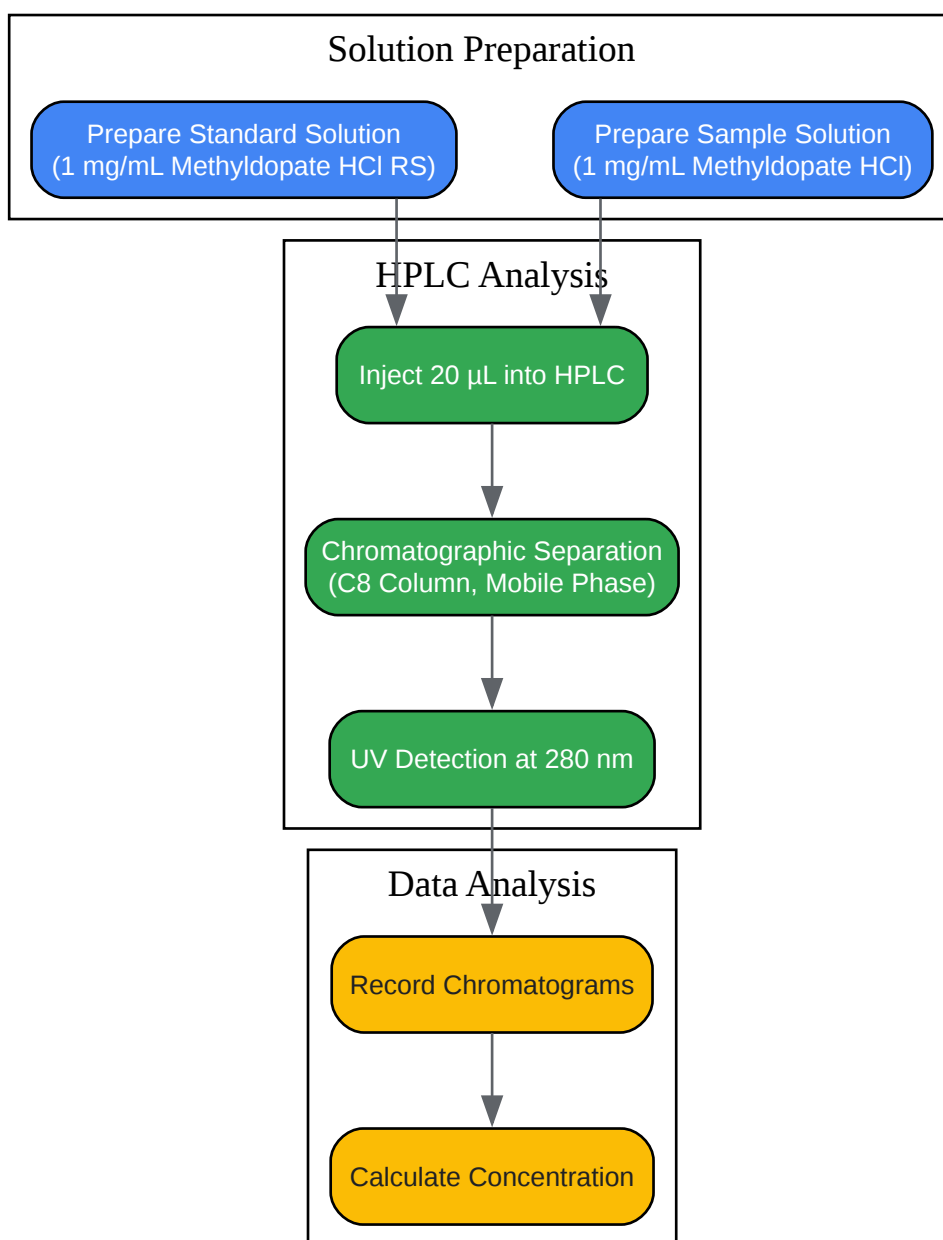 Solution Preparation
Prepare Standard Solution
(1 mg/mL Methyldopate HCl RS)
Prepare Sample Solution
(1 mg/mL Methyldopate HCl)
HPLC Analysis
Inject 20 µL into HPLC
Chromatographic Separation
(C8 Column, Mobile Phase)
UV Detection at 280 nm
Data Analysis
Record Chromatograms
Calculate Concentration